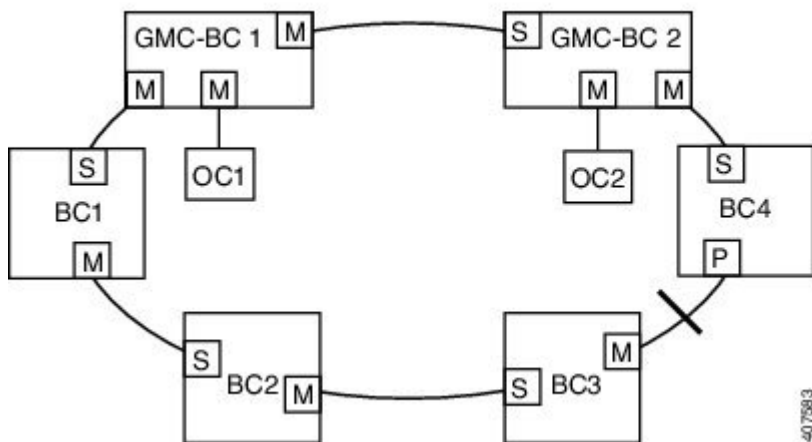 GMC-BC 1 M S GMC-BC 2
M M M M
S OC1 OC2 S
BC1 BC4
M P
S M
BC2 M S BC3
407583